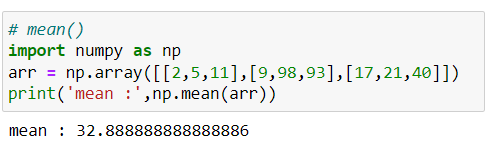 # mean()
import numpy as np
arr = np.array([[2,5,11],[9,98,93],[17,21,40]])
print('mean :',np.mean(arr))
mean : 32.888888888888886